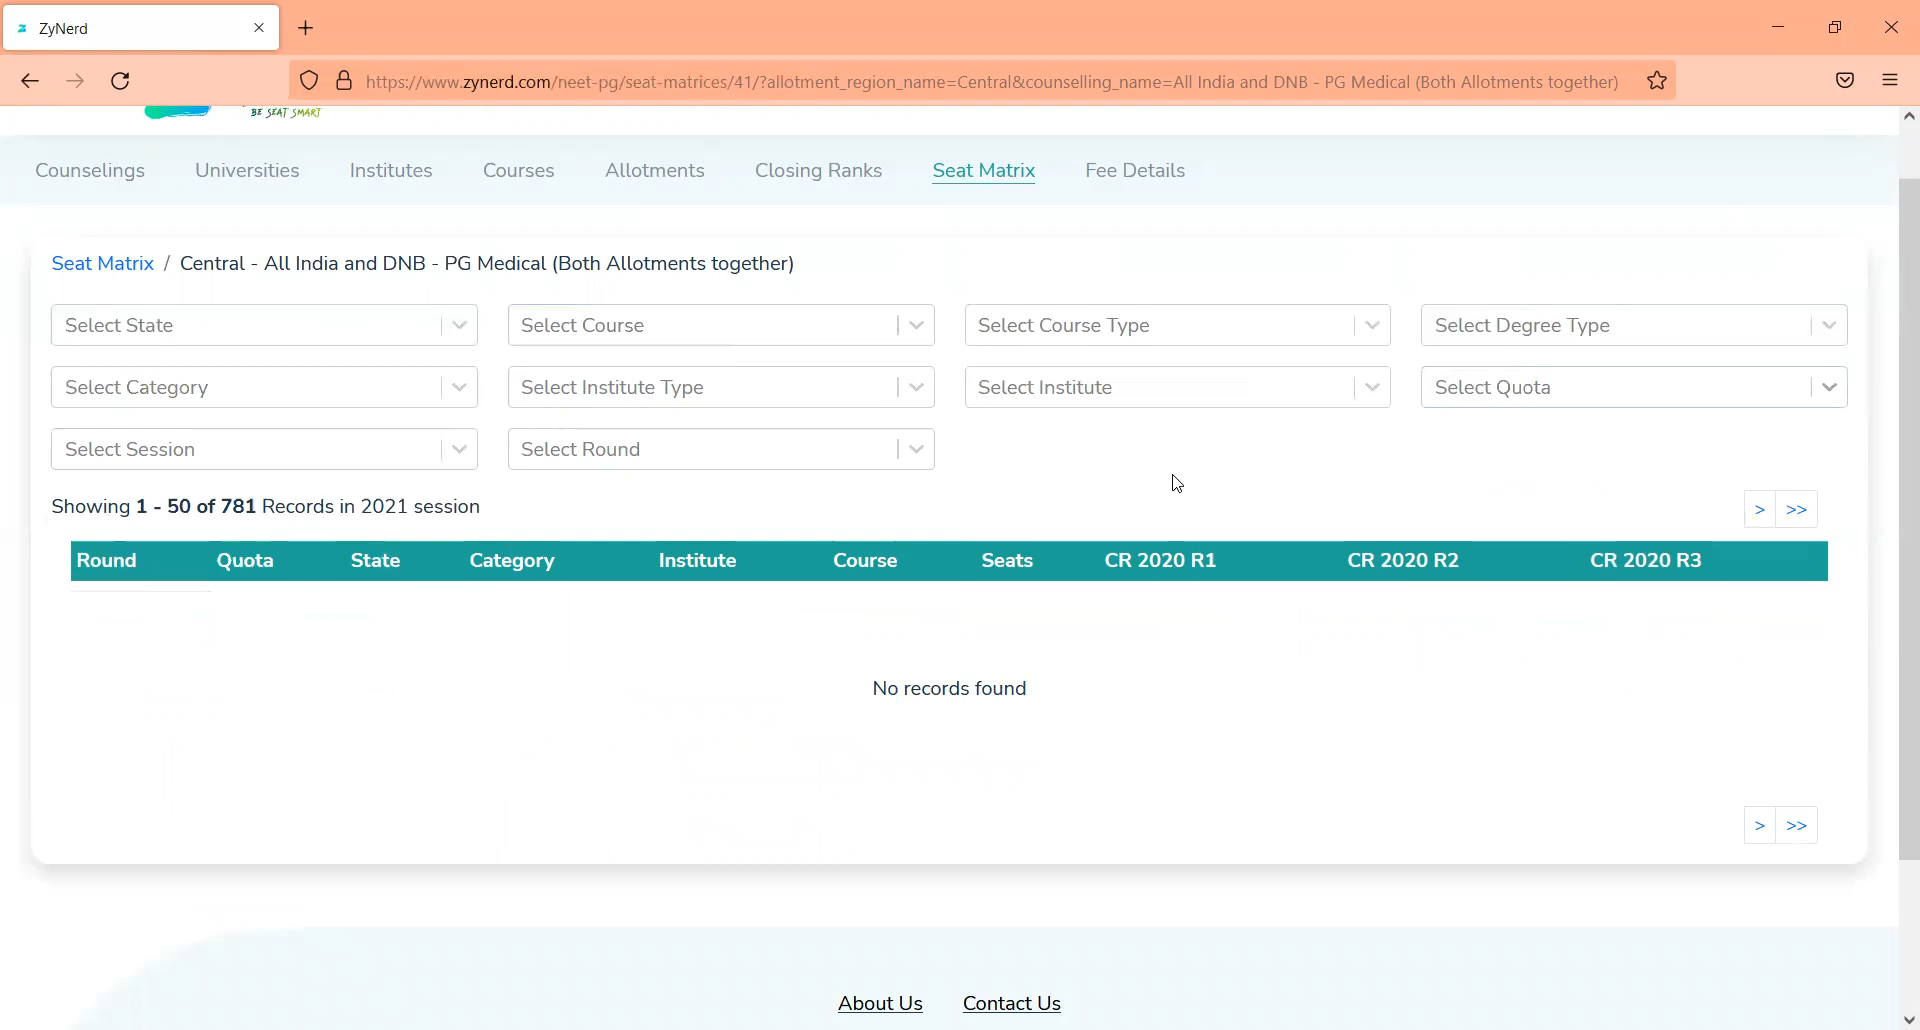 ZyNerd
https://www.zynerd.com/neet-pg/seat-matrices/41/?allotment_region_name=Central&counselling_name=All India and DNB - PG Medical (Both Allotments together)
BE SEAT SMART
Counselings Universities Institutes Courses Allotments Closing Ranks Seat Matrix Fee Details
Seat Matrix / Central - All India and DNB - PG Medical (Both Allotments together)
Select State Select Course Select Course Type Select Degree Type
Select Category Select Institute Type Select Institute Select Quota
Select Session Select Round
Showing 1 - 50 of 781 Records in 2021 session > >>
Round Quota State Category Institute Course Seats CR 2020 R1 CR 2020 R2 CR 2020 R3
No records found
> >>
About Us Contact Us